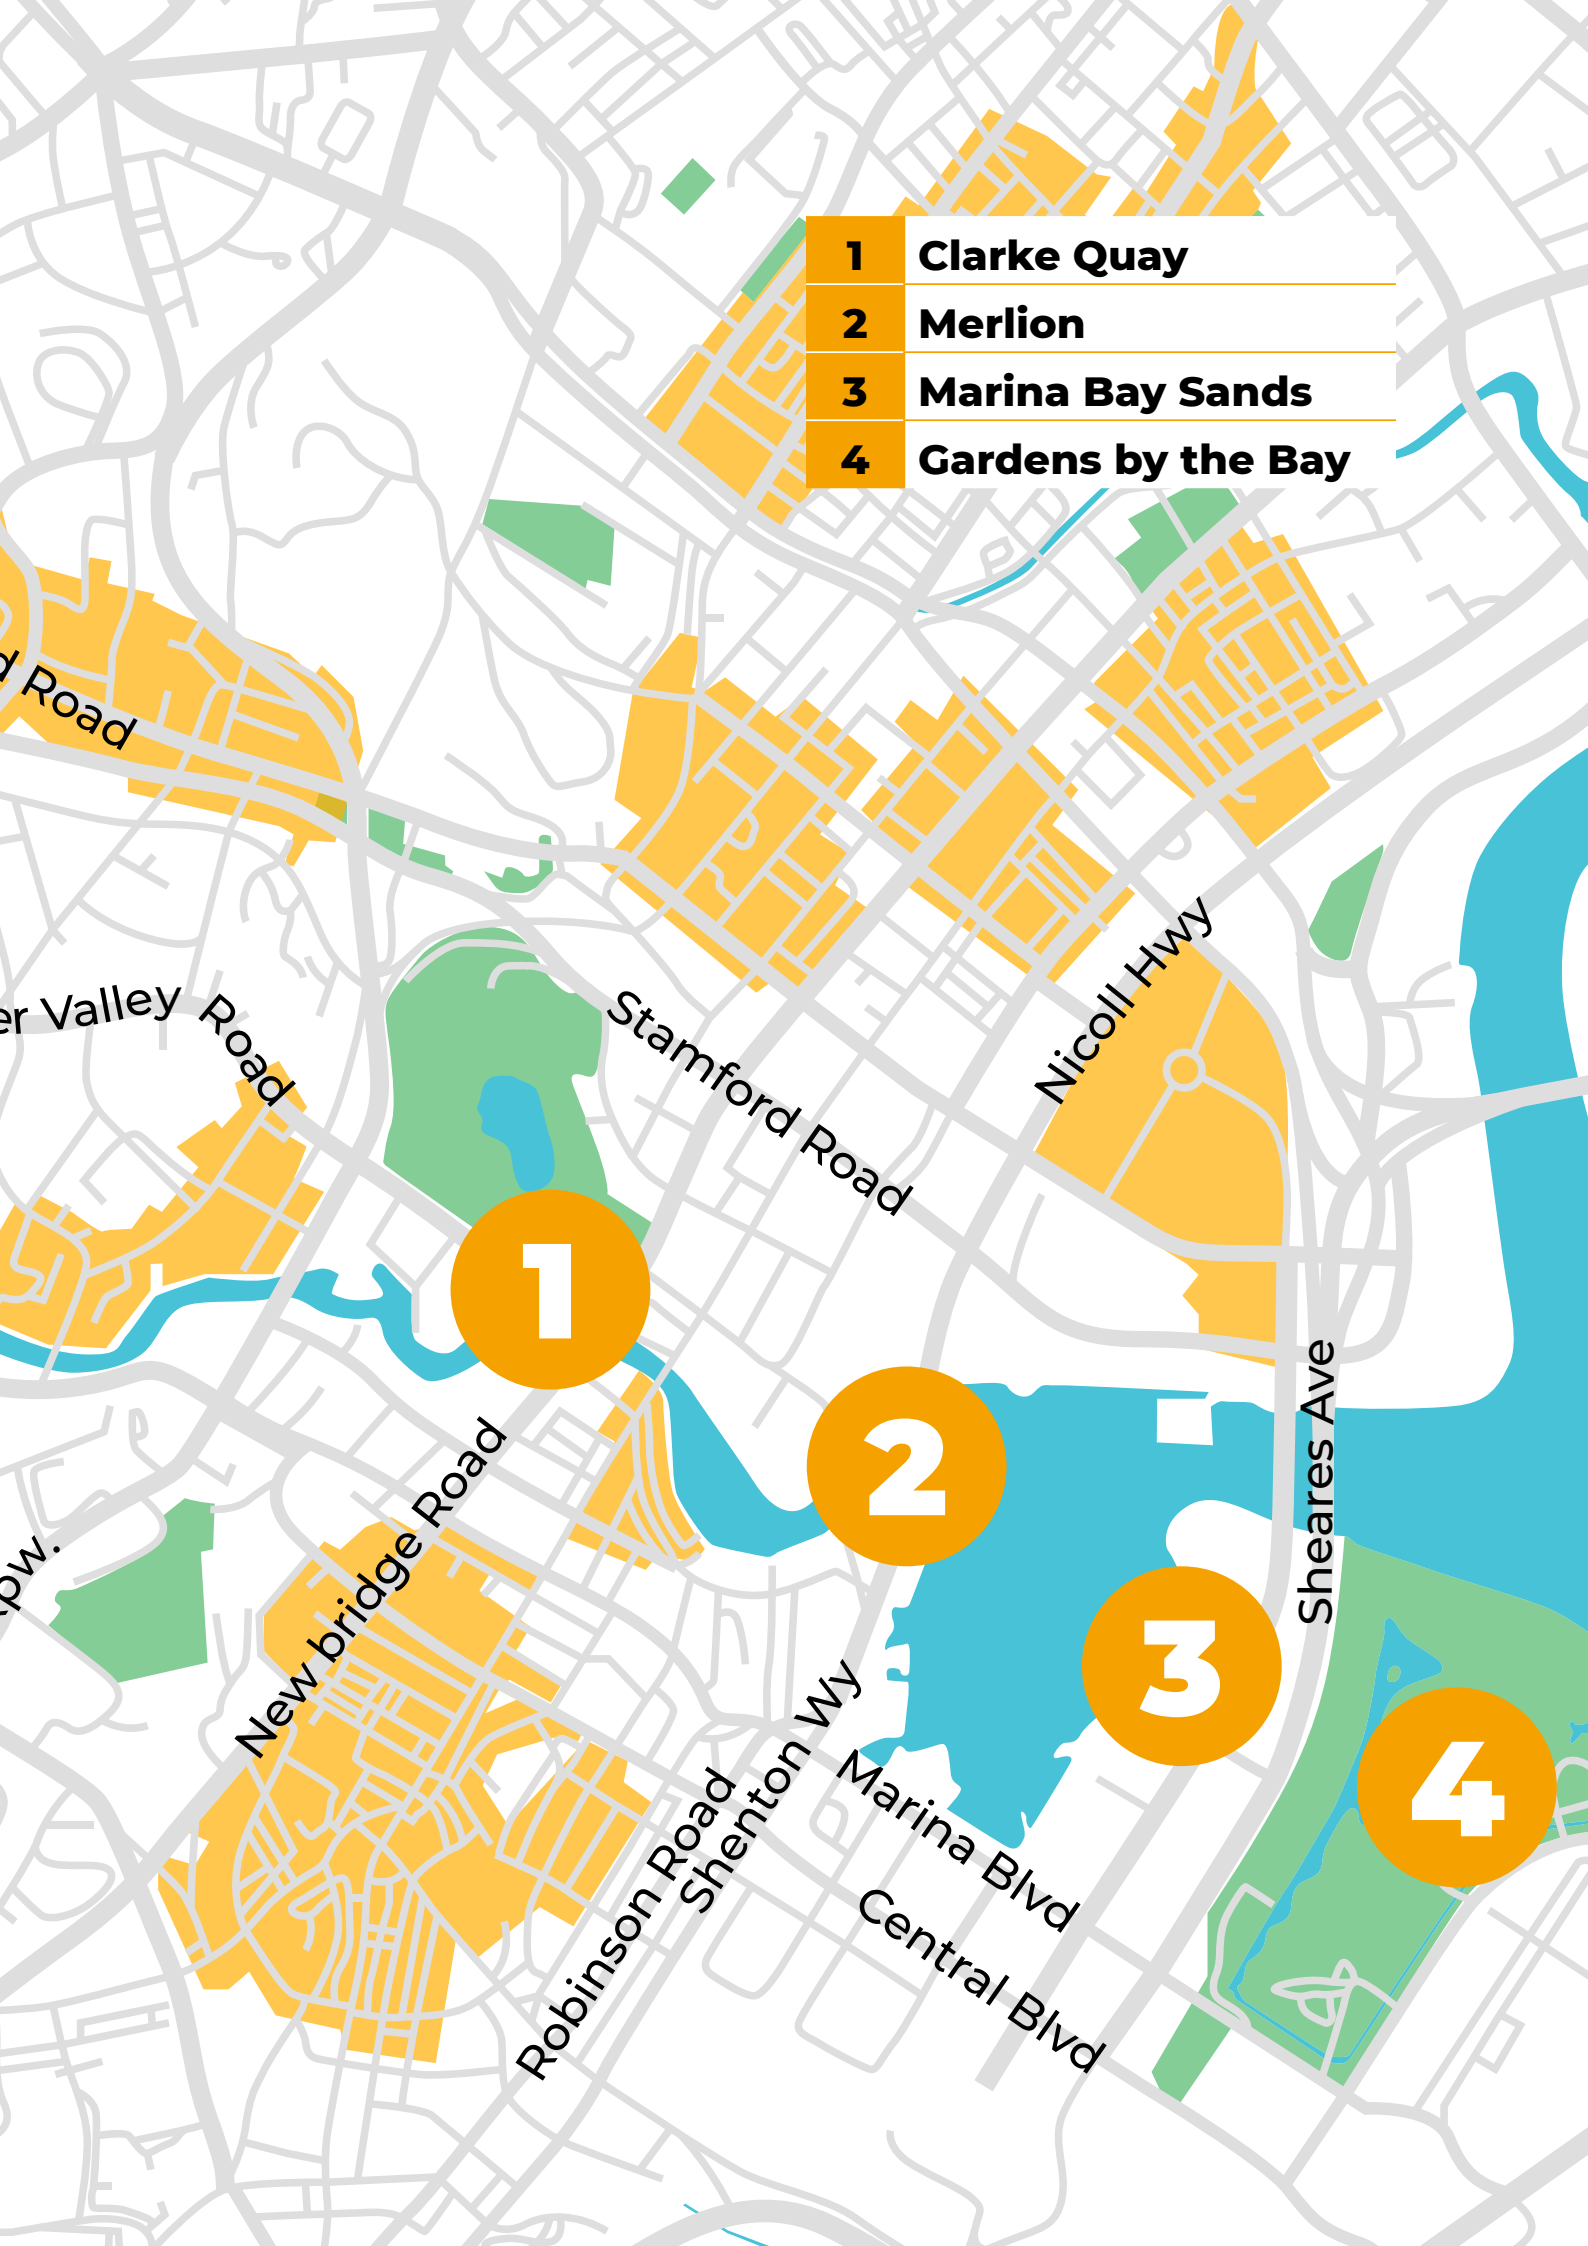 1 Clarke Quay
2 Merlion
3 Marina Bay Sands
4 Gardens by the Bay
Road
Valley Road
Stamford Road
Nicoll Hwy
1
2
Sheares Ave
New bridge Road
3
4
Shenton Wy
Robinson Road
Marina Blvd
Central Blvd